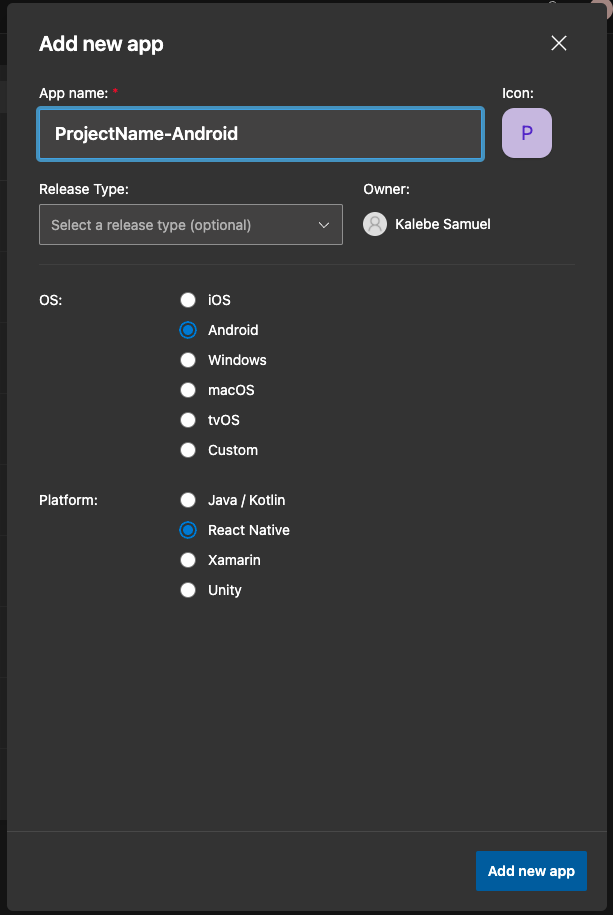 Add new app
App name: *
Icon:
ProjectName-Android
P
Release Type:
Owner:
Select a release type (optional)
Kalebe Samuel
OS:
iOS
Android
Windows
macOS
tvOS
Custom
Platform:
Java / Kotlin
React Native
Xamarin
Unity
Add new app